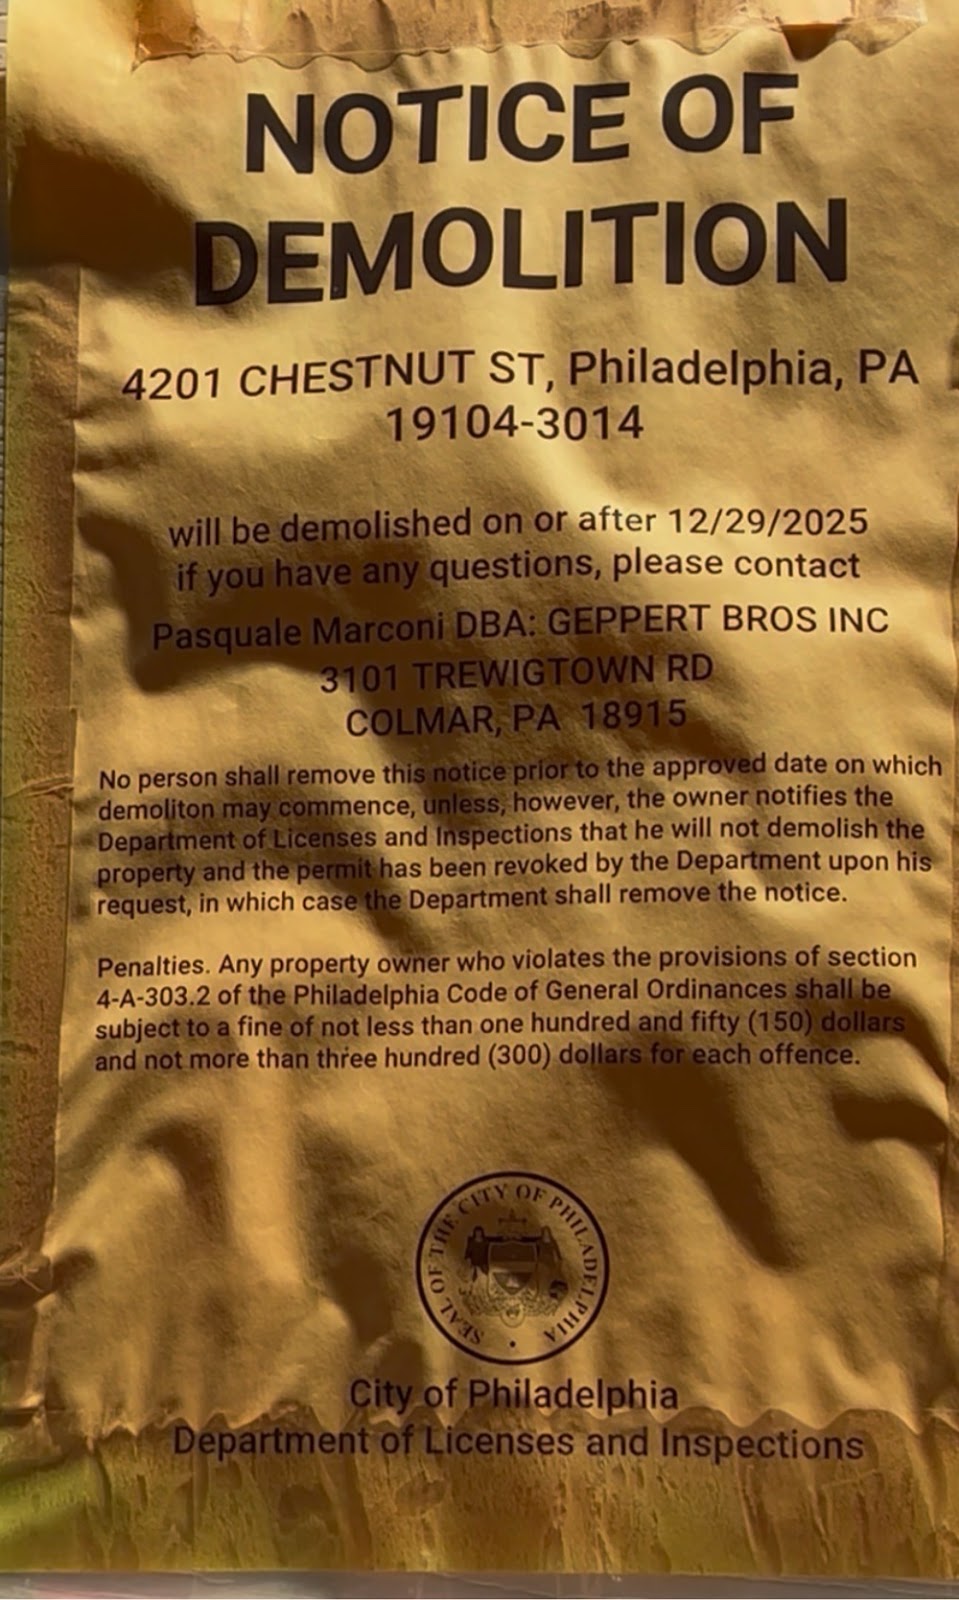 NOTICE OF
DEMOLITION
4201 CHESTNUT ST, Philadelphia, PA
19104-3014
will be demolished on or after 12/29/2025
if you have any questions, please contact
Pasquale Marconi DBA: GEPPERT BROS INC
3101 TREWIGTOWN RD
COLMAR, PA 18915
No person shall remove this notice prior to the approved date on which
demoliton may commence, unless, however, the owner notifies the
Department of Licenses and Inspections that he will not demolish the
property and the permit has been revoked by the Department upon his
request, in which case the Department shall remove the notice.
Penalties. Any property owner who violates the provisions of section
4-A-303.2 of the Philadelphia Code of General Ordinances shall be
subject to a fine of not less than one hundred and fifty (150) dollars
and not more than three hundred (300) dollars for each offence.
SEAL OF THE CITY OF PHILADELPHIA
City of Philadelphia
Department of Licenses and Inspections